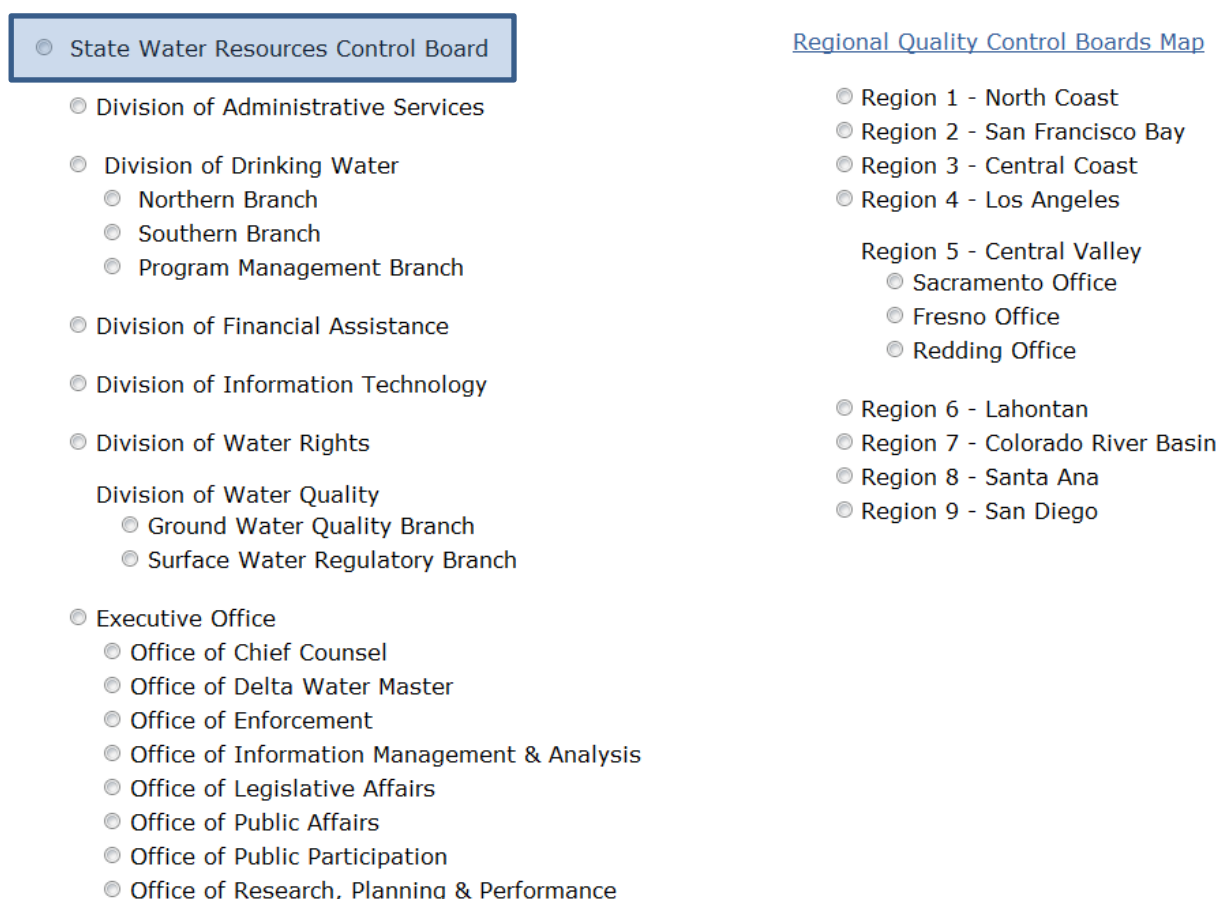 State Water Resources Control Board
Division of Administrative Services
Division of Drinking Water
Northern Branch
Southern Branch
Program Management Branch
Division of Financial Assistance
Division of Information Technology
Division of Water Rights
Division of Water Quality
Ground Water Quality Branch
Surface Water Regulatory Branch
Executive Office
Office of Chief Counsel
Office of Delta Water Master
Office of Enforcement
Office of Information Management & Analysis
Office of Legislative Affairs
Office of Public Affairs
Office of Public Participation
Office of Research, Planning & Performance
Regional Quality Control Boards Map
Region 1 - North Coast
Region 2 - San Francisco Bay
Region 3 - Central Coast
Region 4 - Los Angeles
Region 5 - Central Valley
Sacramento Office
Fresno Office
Redding Office
Region 6 - Lahontan
Region 7 - Colorado River Basin
Region 8 - Santa Ana
Region 9 - San Diego